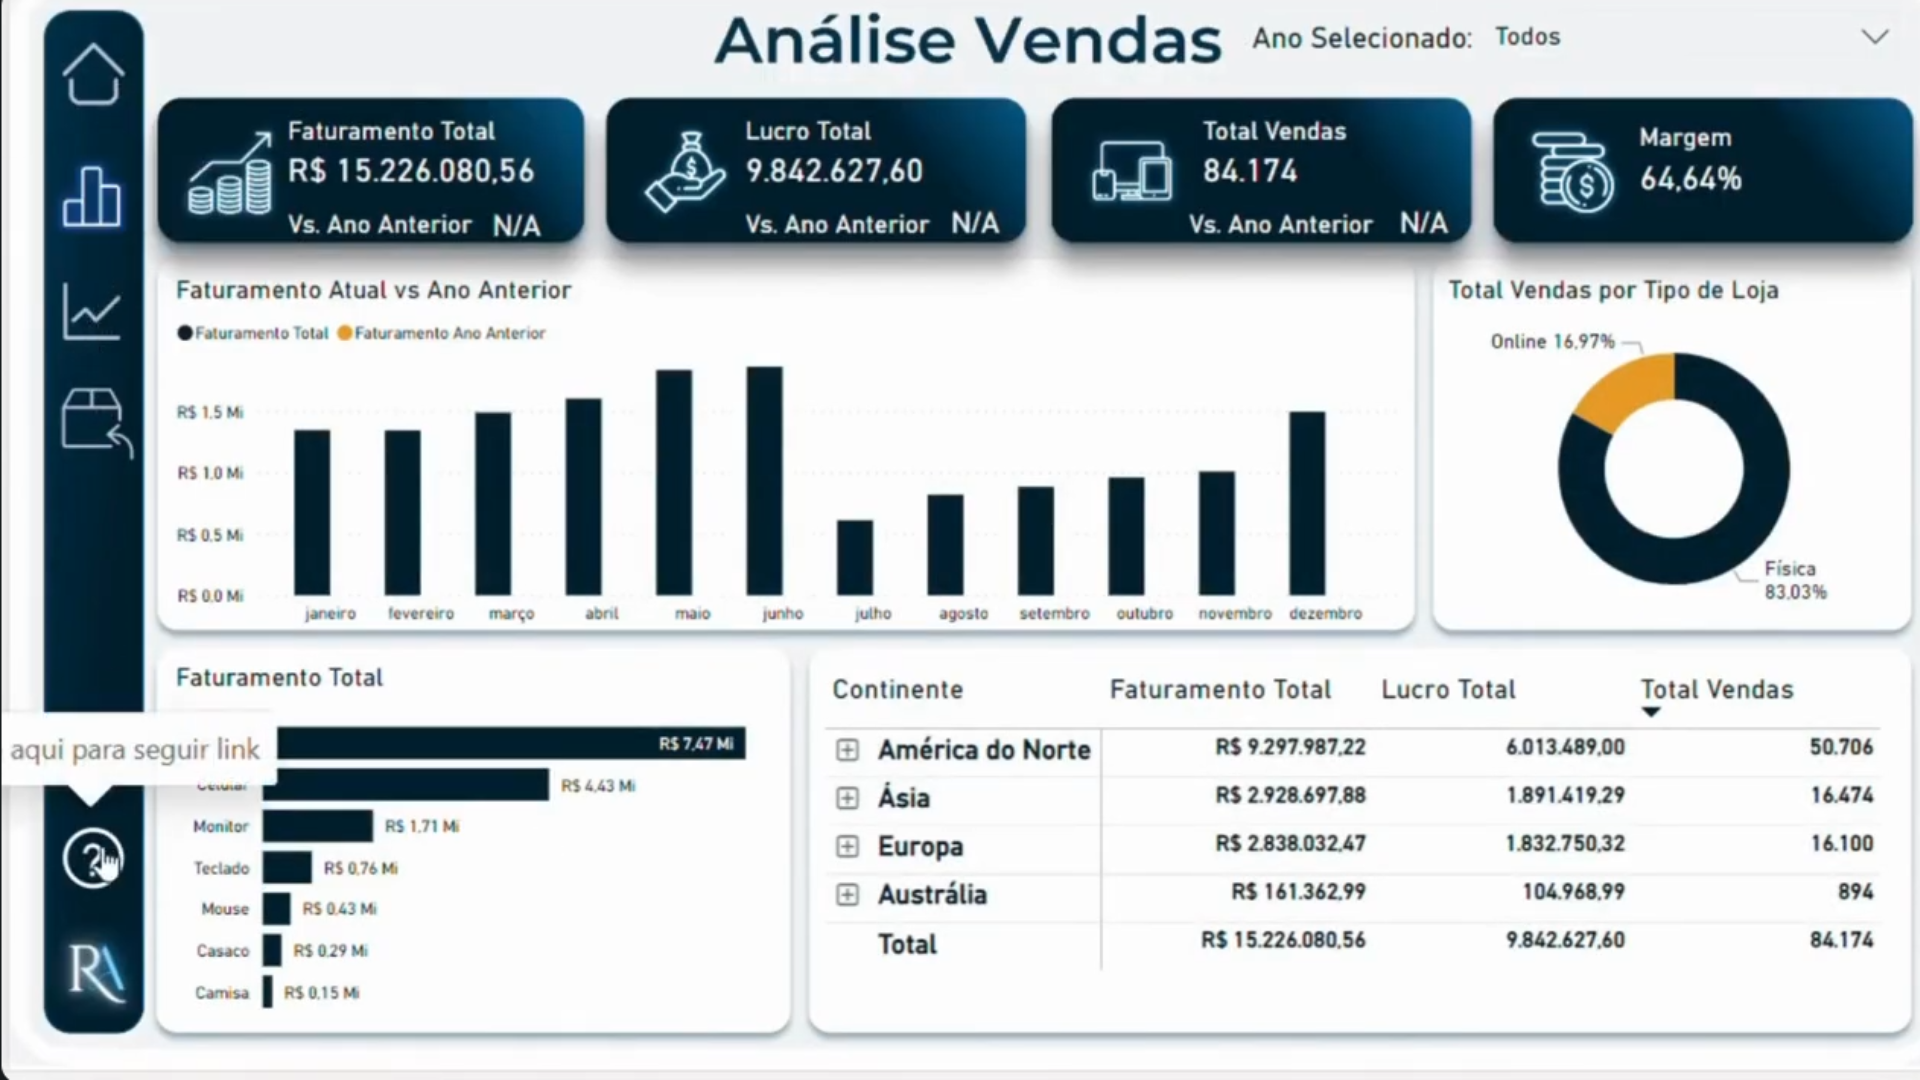 Análise Vendas
Ano Selecionado: Todos
Faturamento Total
R$ 15.226.080,56
Vs. Ano Anterior N/A
Lucro Total
9.842.627,60
Vs. Ano Anterior N/A
Total Vendas
84.174
Vs. Ano Anterior N/A
Margem
64,64%
Faturamento Atual vs Ano Anterior
Faturamento Total Faturamento Ano Anterior
R$ 1,5 Mi
R$ 1,0 Mi
R$ 0,5 Mi
R$ 0,0 Mi
janeiro fevereiro março abril maio junho julho agosto setembro outubro novembro dezembro
Total Vendas por Tipo de Loja
Online 16,97%
Física
83,03%
Faturamento Total
R$ 7,47 Mi
aqui para seguir link
Celular R$ 4,43 Mi
Monitor R$ 1,71 Mi
Teclado R$ 0,76 Mi
Mouse R$ 0,43 Mi
Casaco R$ 0,29 Mi
Camisa R$ 0,15 Mi
RA
Continente Faturamento Total Lucro Total Total Vendas
América do Norte R$ 9.297.987,22 6.013.489,00 50.706
Ásia R$ 2.928.697,88 1.891.419,29 16.474
Europa R$ 2.838.032,47 1.832.750,32 16.100
Austrália R$ 161.362,99 104.968,99 894
Total R$ 15.226.080,56 9.842.627,60 84.174